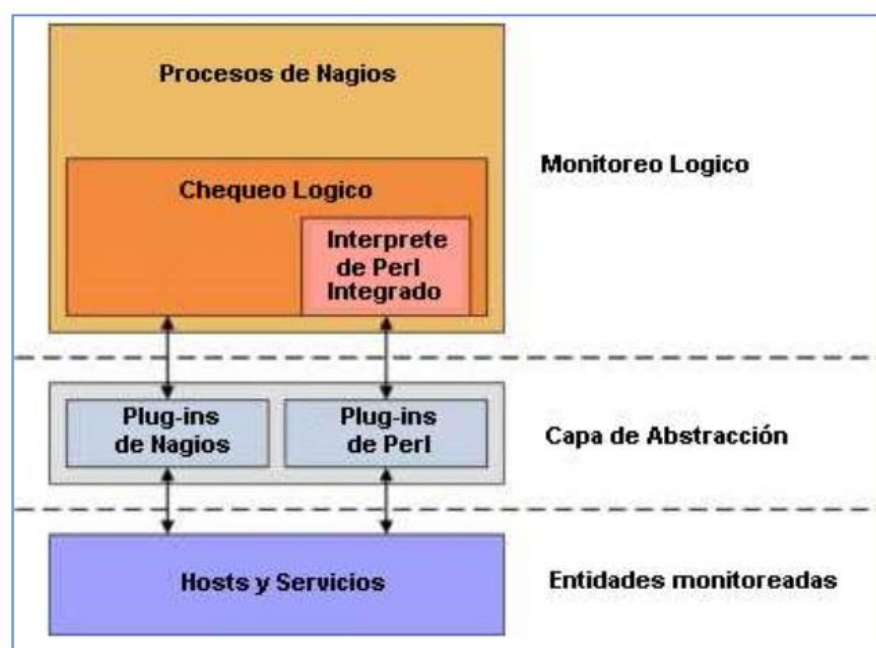 Procesos de Nagios
Monitoreo Logico
Chequeo Logico
Interprete
de Perl
Integrado
Plug-ins
de Nagios
Plug-ins
de Perl
Capa de Abstracción
Hosts y Servicios
Entidades monitoreadas